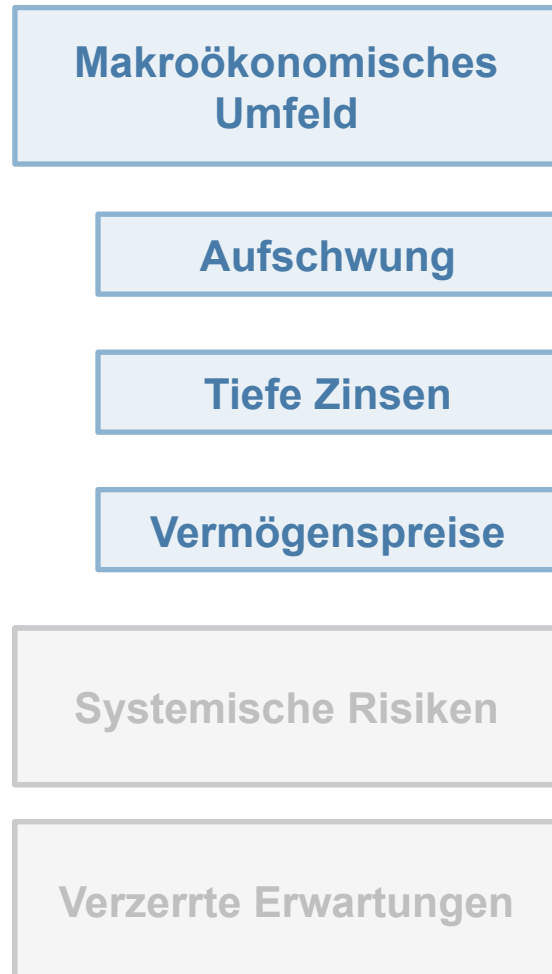 Makroökonomisches
Umfeld
Aufschwung
Tiefe Zinsen
Vermögenspreise
Systemische Risiken
Verzerrte Erwartungen